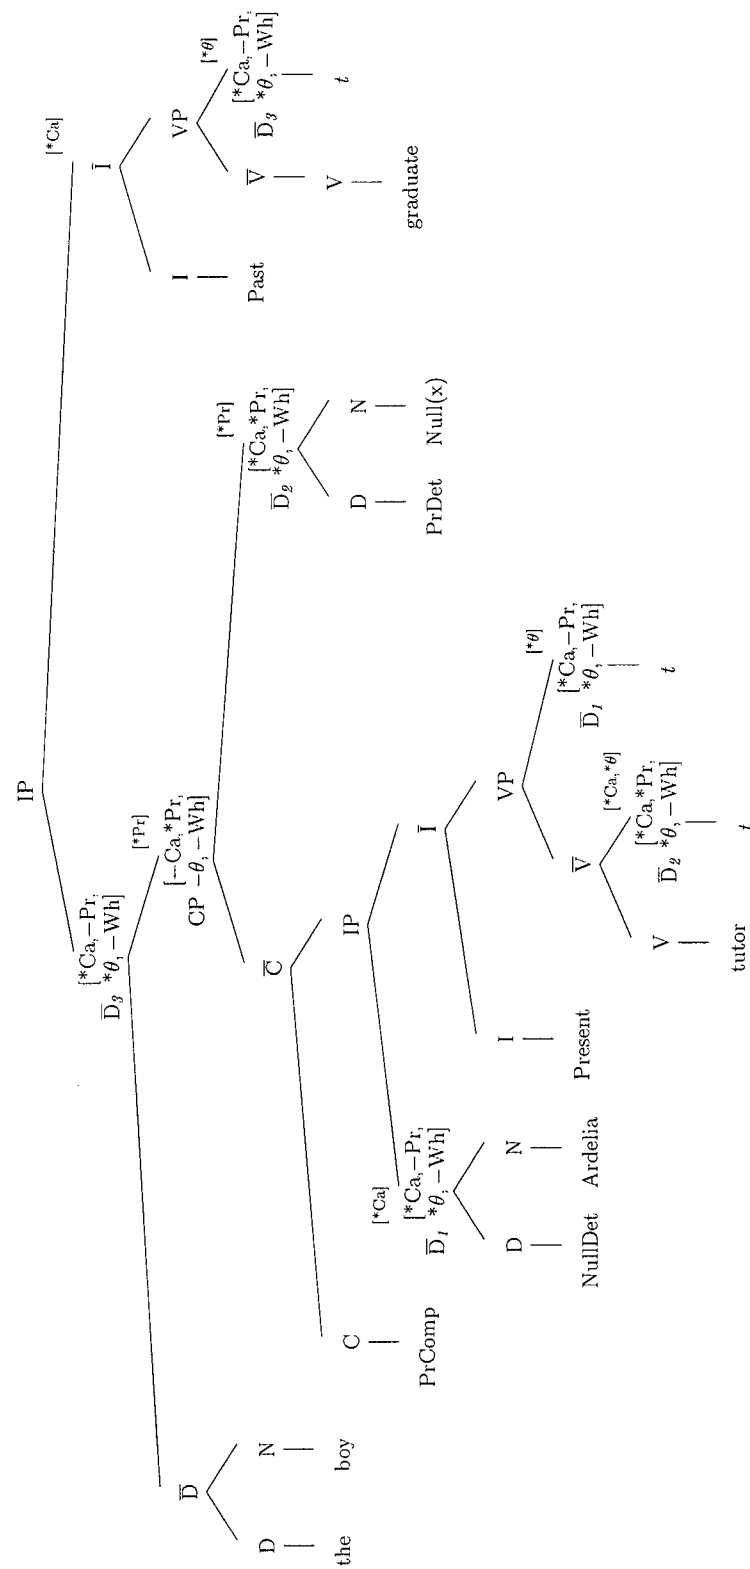 IP
[*Ca]
[*Ca,−Pr,
D̅₃ *θ,−Wh]
I̅
[*Pr]
[−Ca,*Pr,
CP −θ,−Wh]
D̅
I
VP
[*θ]
[*Ca,−Pr,
D̅₃ *θ,−Wh]
D N
C̅
[*Pr]
[*Ca,*Pr,
D̅₂ *θ,−Wh]
Past
V̅
t
the boy
C
IP
D N
V
PrComp
PrDet Null(x)
graduate
[*Ca]
[*Ca,−Pr,
D̅₁ *θ,−Wh]
I̅
D N
I
VP
[*θ]
[*Ca,−Pr,
D̅₁ *θ,−Wh]
NullDet Ardelia
Present
V̅
t
[*Ca,*θ]
V
[*Ca,*Pr,
D̅₂ *θ,−Wh]
tutor
t